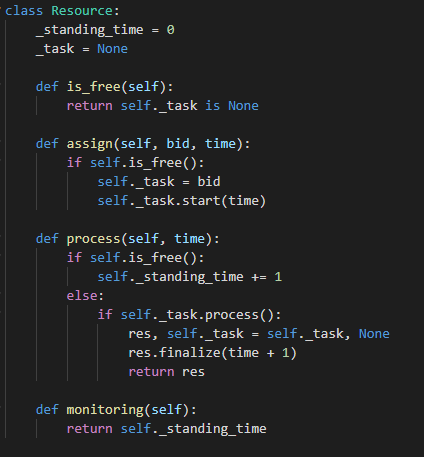 class Resource:
    _standing_time = 0
    _task = None

    def is_free(self):
        return self._task is None

    def assign(self, bid, time):
        if self.is_free():
            self._task = bid
            self._task.start(time)

    def process(self, time):
        if self.is_free():
            self._standing_time += 1
        else:
            if self._task.process():
                res, self._task = self._task, None
                res.finalize(time + 1)
                return res

    def monitoring(self):
        return self._standing_time